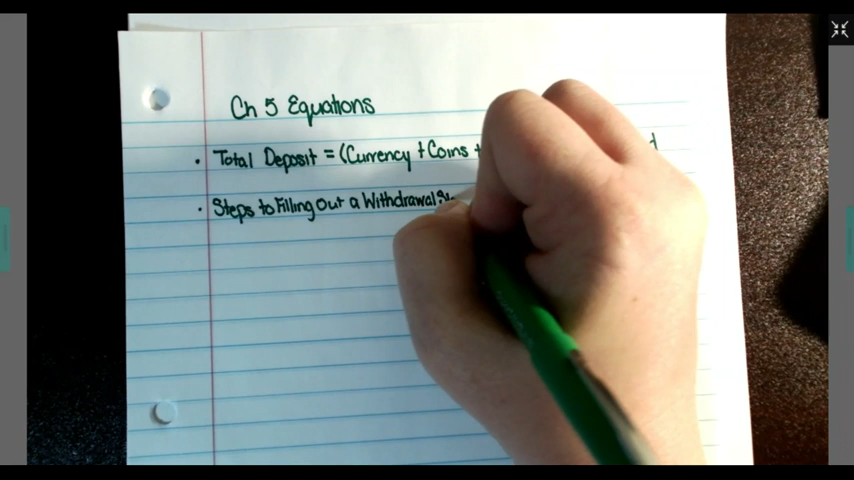 Ch 5 Equations
• Total Deposit = (Currency + Coins +
• Steps to Filling Out a Withdrawal